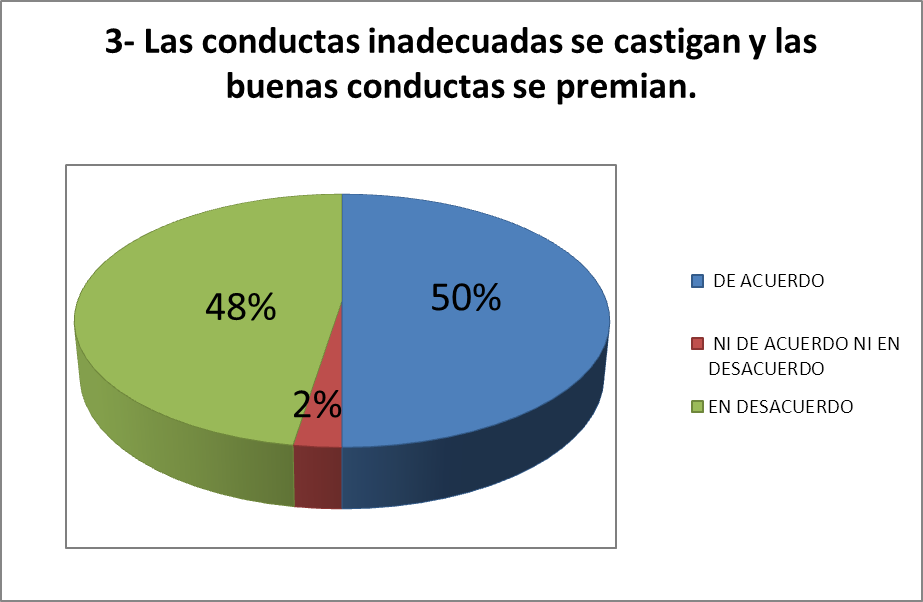 3- Las conductas inadecuadas se castigan y las
buenas conductas se premian.
48%
50%
2%
DE ACUERDO
NI DE ACUERDO NI EN
DESACUERDO
EN DESACUERDO